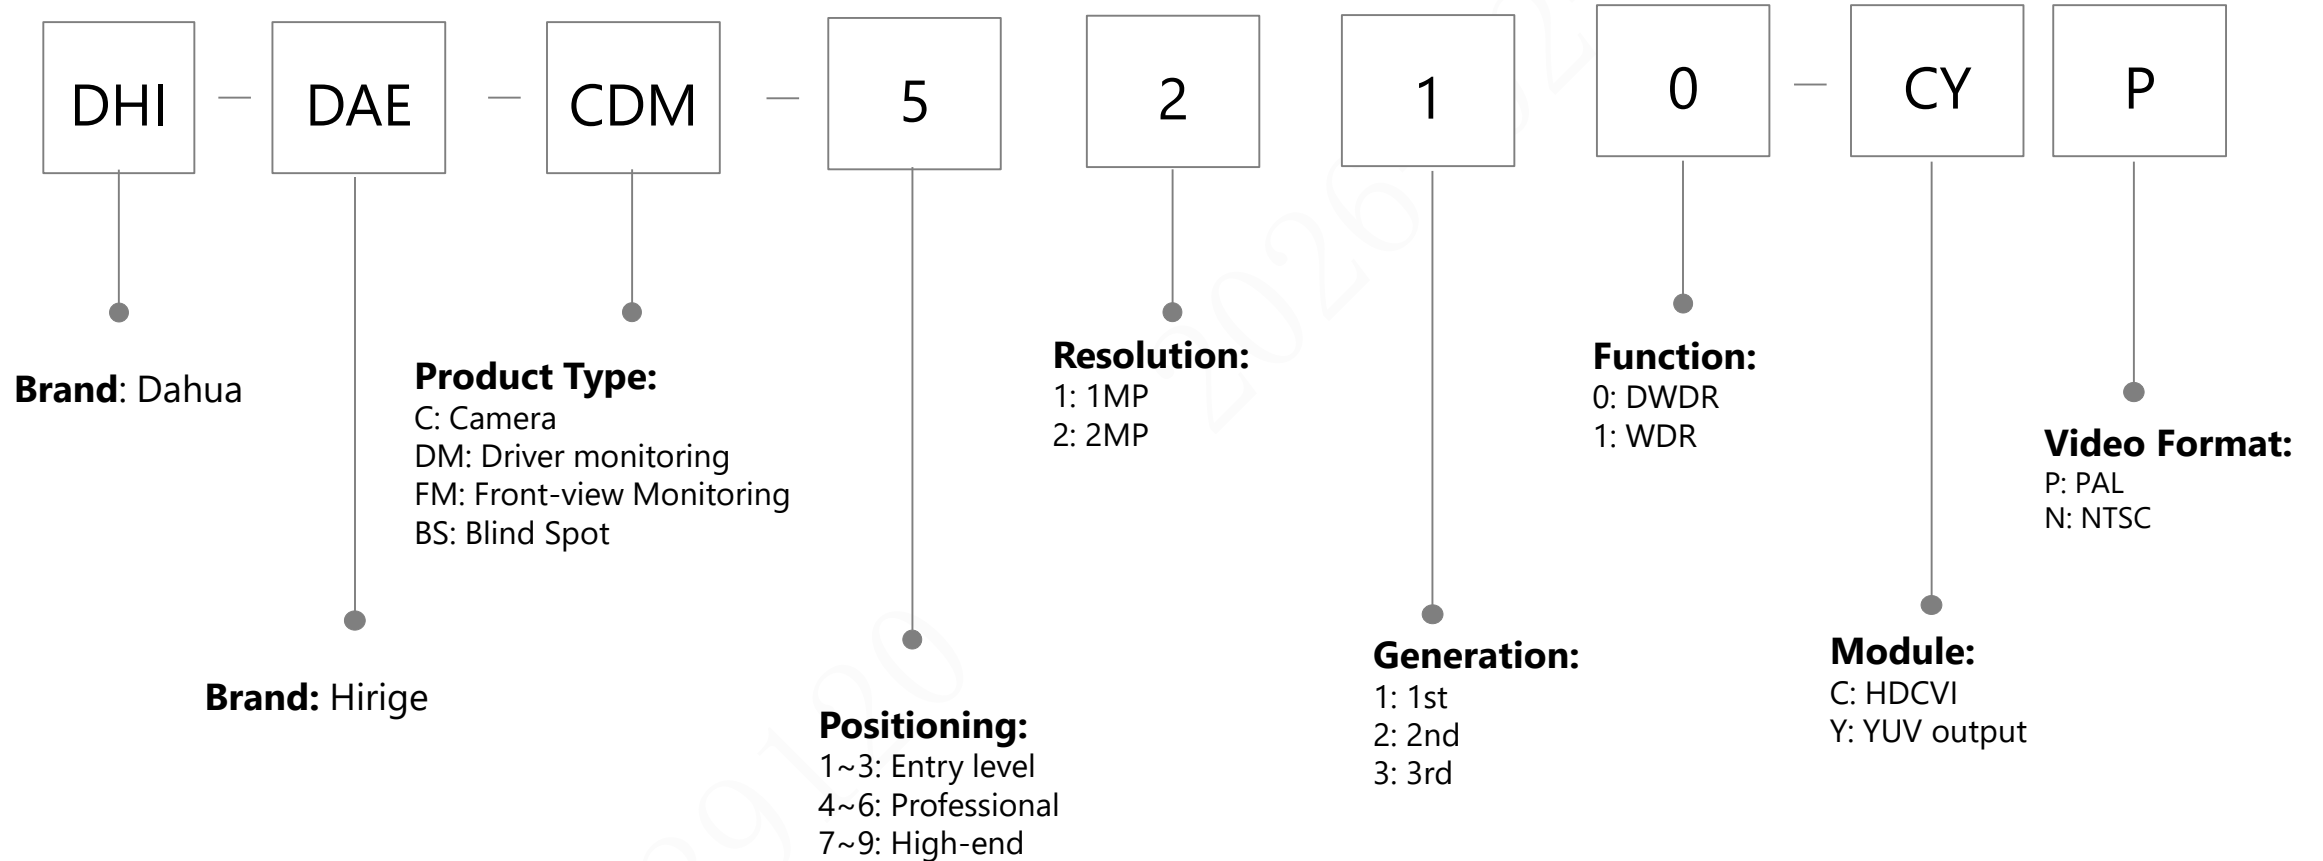 DHI — DAE — CDM — 5 2 1 0 — CY P
Brand: Dahua
Brand: Hirige
Product Type:
C: Camera
DM: Driver monitoring
FM: Front-view Monitoring
BS: Blind Spot
Positioning:
1~3: Entry level
4~6: Professional
7~9: High-end
Resolution:
1: 1MP
2: 2MP
Generation:
1: 1st
2: 2nd
3: 3rd
Function:
0: DWDR
1: WDR
Module:
C: HDCVI
Y: YUV output
Video Format:
P: PAL
N: NTSC